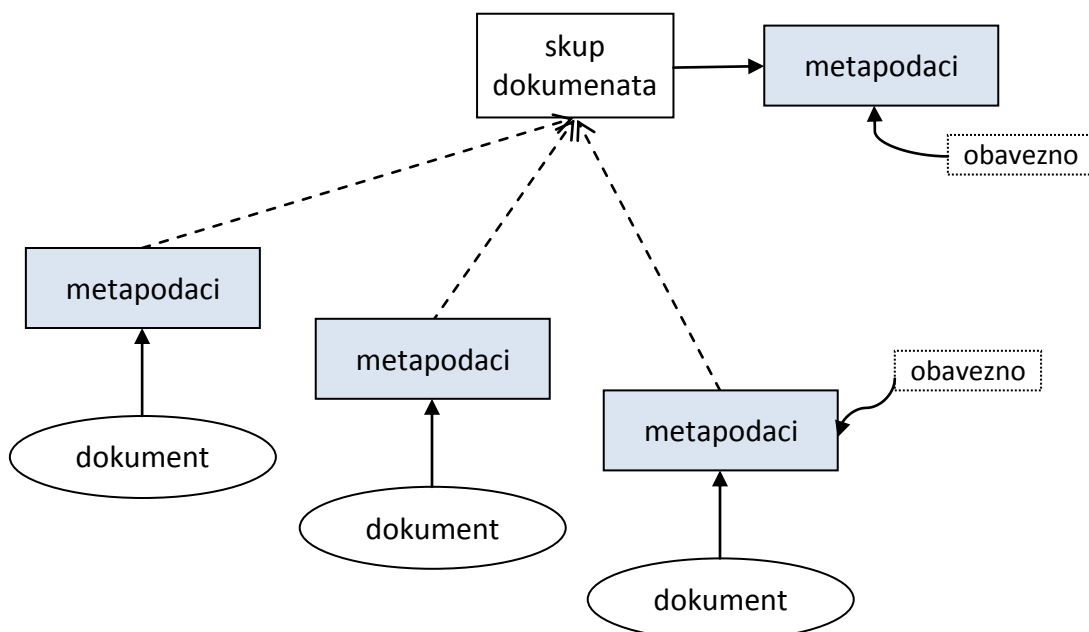 skup
dokumenata
metapodaci
obavezno
metapodaci
metapodaci
obavezno
metapodaci
dokument
dokument
dokument